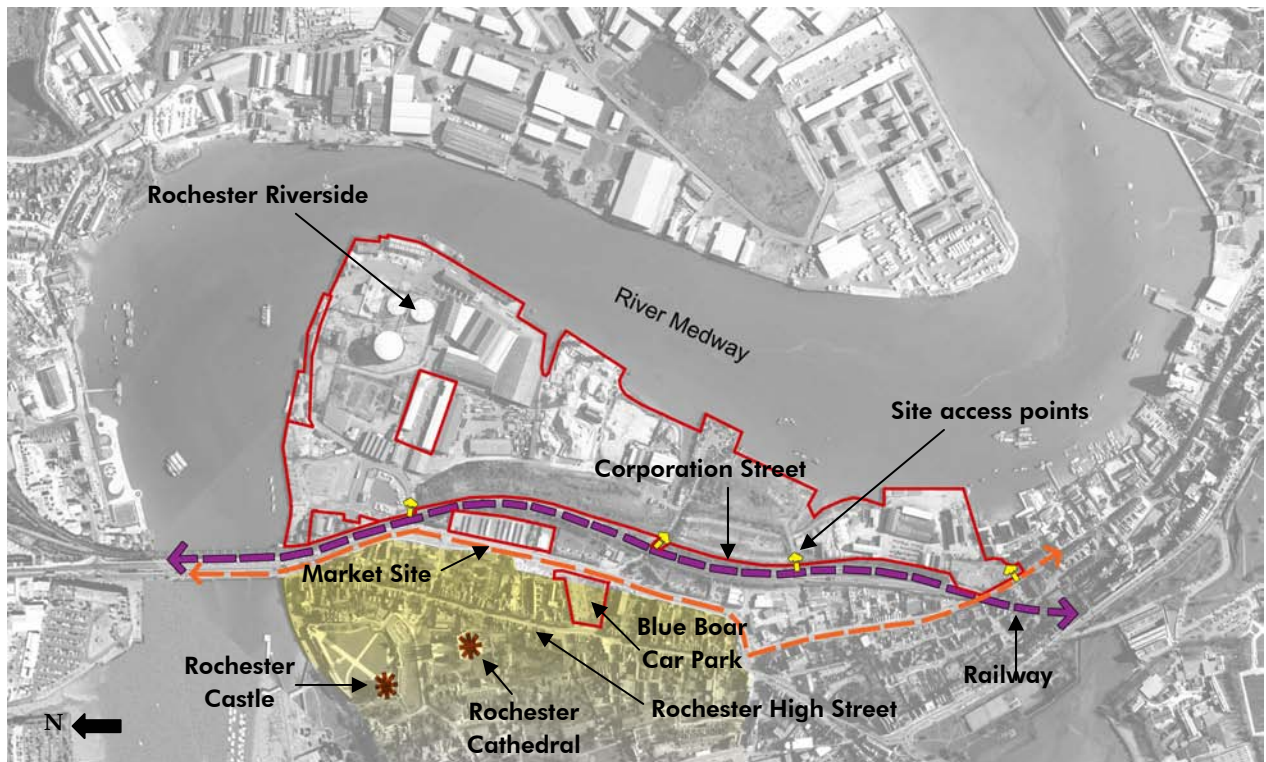 Rochester Riverside
River Medway
Site access points
Corporation Street
Market Site
Blue Boar
Car Park
Rochester
Castle
Railway
Rochester
Cathedral
Rochester High Street
N